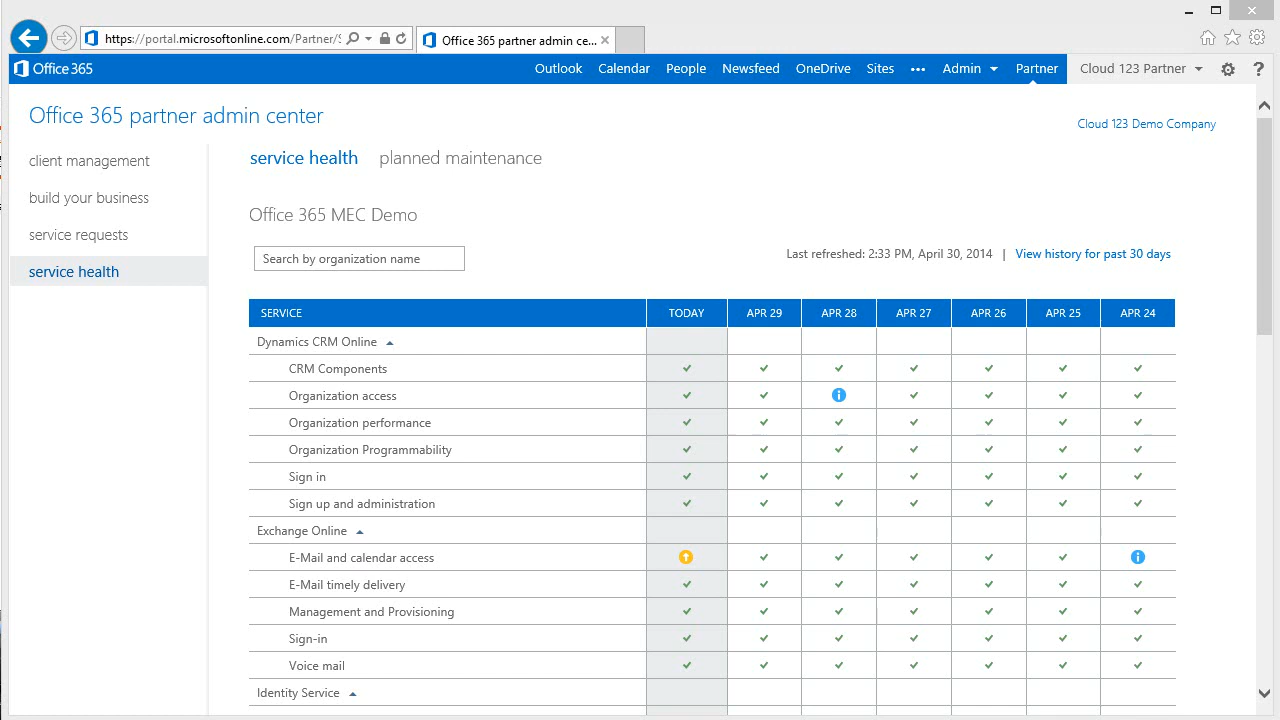 https://portal.microsoftonline.com/Partner/S
Office 365 partner admin ce...
Office 365
Outlook Calendar People Newsfeed OneDrive Sites ••• Admin Partner Cloud 123 Partner ?
Office 365 partner admin center
Cloud 123 Demo Company
client management
build your business
service requests
service health
service health planned maintenance
Office 365 MEC Demo
Search by organization name
Last refreshed: 2:33 PM, April 30, 2014 | View history for past 30 days
SERVICE TODAY APR 29 APR 28 APR 27 APR 26 APR 25 APR 24
Dynamics CRM Online
CRM Components
Organization access
Organization performance
Organization Programmability
Sign in
Sign up and administration
Exchange Online
E-Mail and calendar access
E-Mail timely delivery
Management and Provisioning
Sign-in
Voice mail
Identity Service